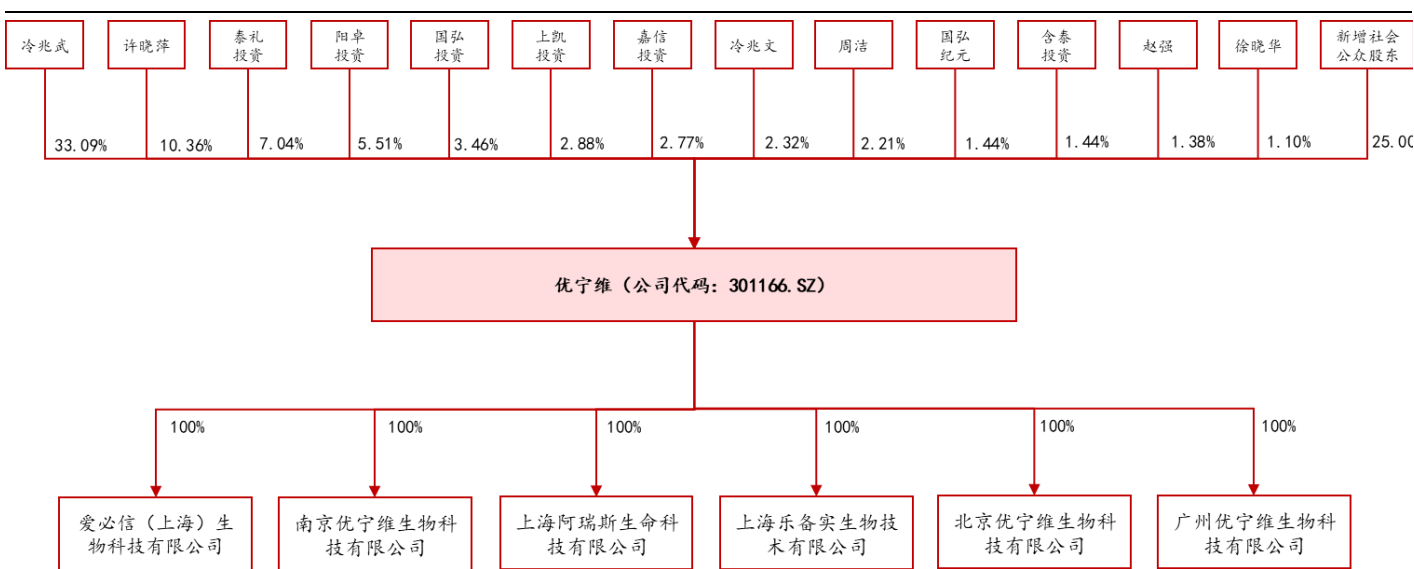 冷兆武
许晓萍
泰礼
投资
阳卓
投资
国弘
投资
上凯
投资
嘉信
投资
冷兆文
周洁
国弘
纪元
含泰
投资
赵强
徐晓华
新增社会
公众股东
33.09%
10.36%
7.04%
5.51%
3.46%
2.88%
2.77%
2.32%
2.21%
1.44%
1.44%
1.38%
1.10%
25.00
优宁维（公司代码：301166.SZ）
100%
100%
100%
100%
100%
100%
爱必信（上海）生
物科技有限公司
南京优宁维生物科
技有限公司
上海阿瑞斯生命科
技有限公司
上海乐备实生物技
术有限公司
北京优宁维生物科
技有限公司
广州优宁维生物科
技有限公司